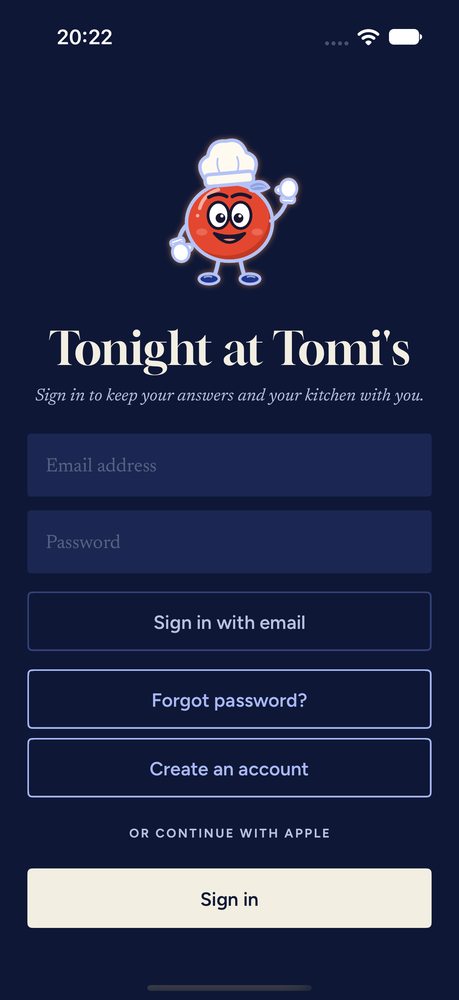 20:22
Tonight at Tomi's
Sign in to keep your answers and your kitchen with you.
Email address
Password
Sign in with email
Forgot password?
Create an account
OR CONTINUE WITH APPLE
Sign in